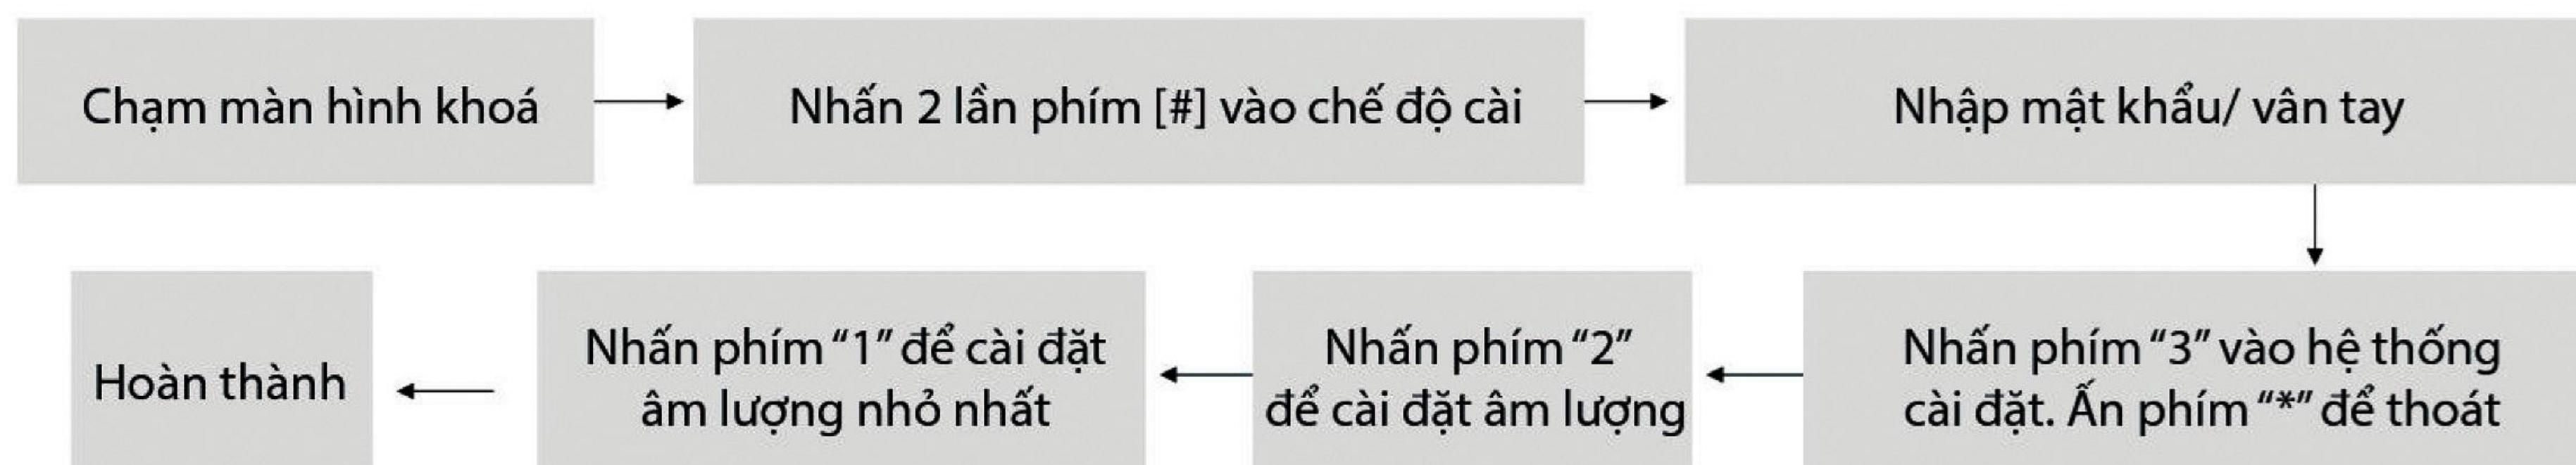 Chạm màn hình khoá
Nhấn 2 lần phím [#] vào chế độ cài
Nhập mật khẩu/ vân tay
Nhấn phím “3” vào hệ thống
cài đặt. Ấn phím “*” để thoát
Nhấn phím “2”
để cài đặt âm lượng
Nhấn phím “1” để cài đặt
âm lượng nhỏ nhất
Hoàn thành